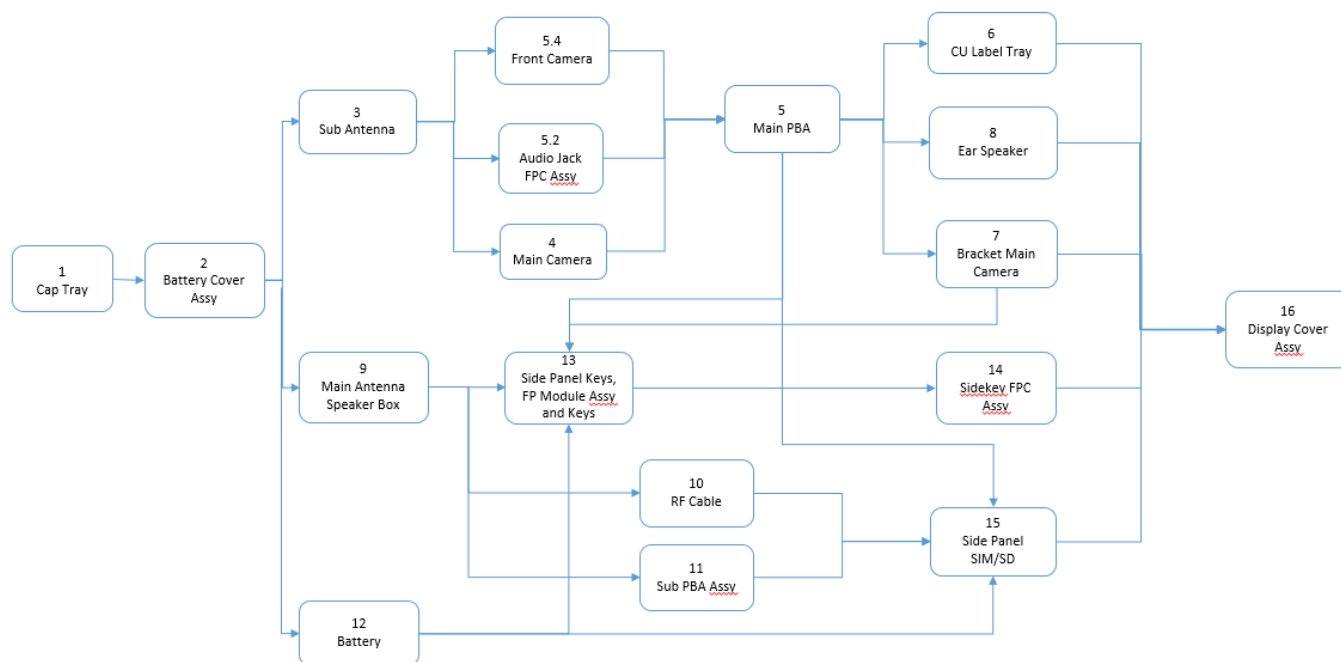 1
Cap Tray
2
Battery Cover
Assy
3
Sub Antenna
5.4
Front Camera
5.2
Audio Jack
FPC Assy
4
Main Camera
5
Main PBA
6
CU Label Tray
8
Ear Speaker
7
Bracket Main
Camera
9
Main Antenna
Speaker Box
13
Side Panel Keys,
FP Module Assy
and Keys
14
Sidekey FPC
Assy
16
Display Cover
Assy
10
RF Cable
11
Sub PBA Assy
15
Side Panel
SIM/SD
12
Battery